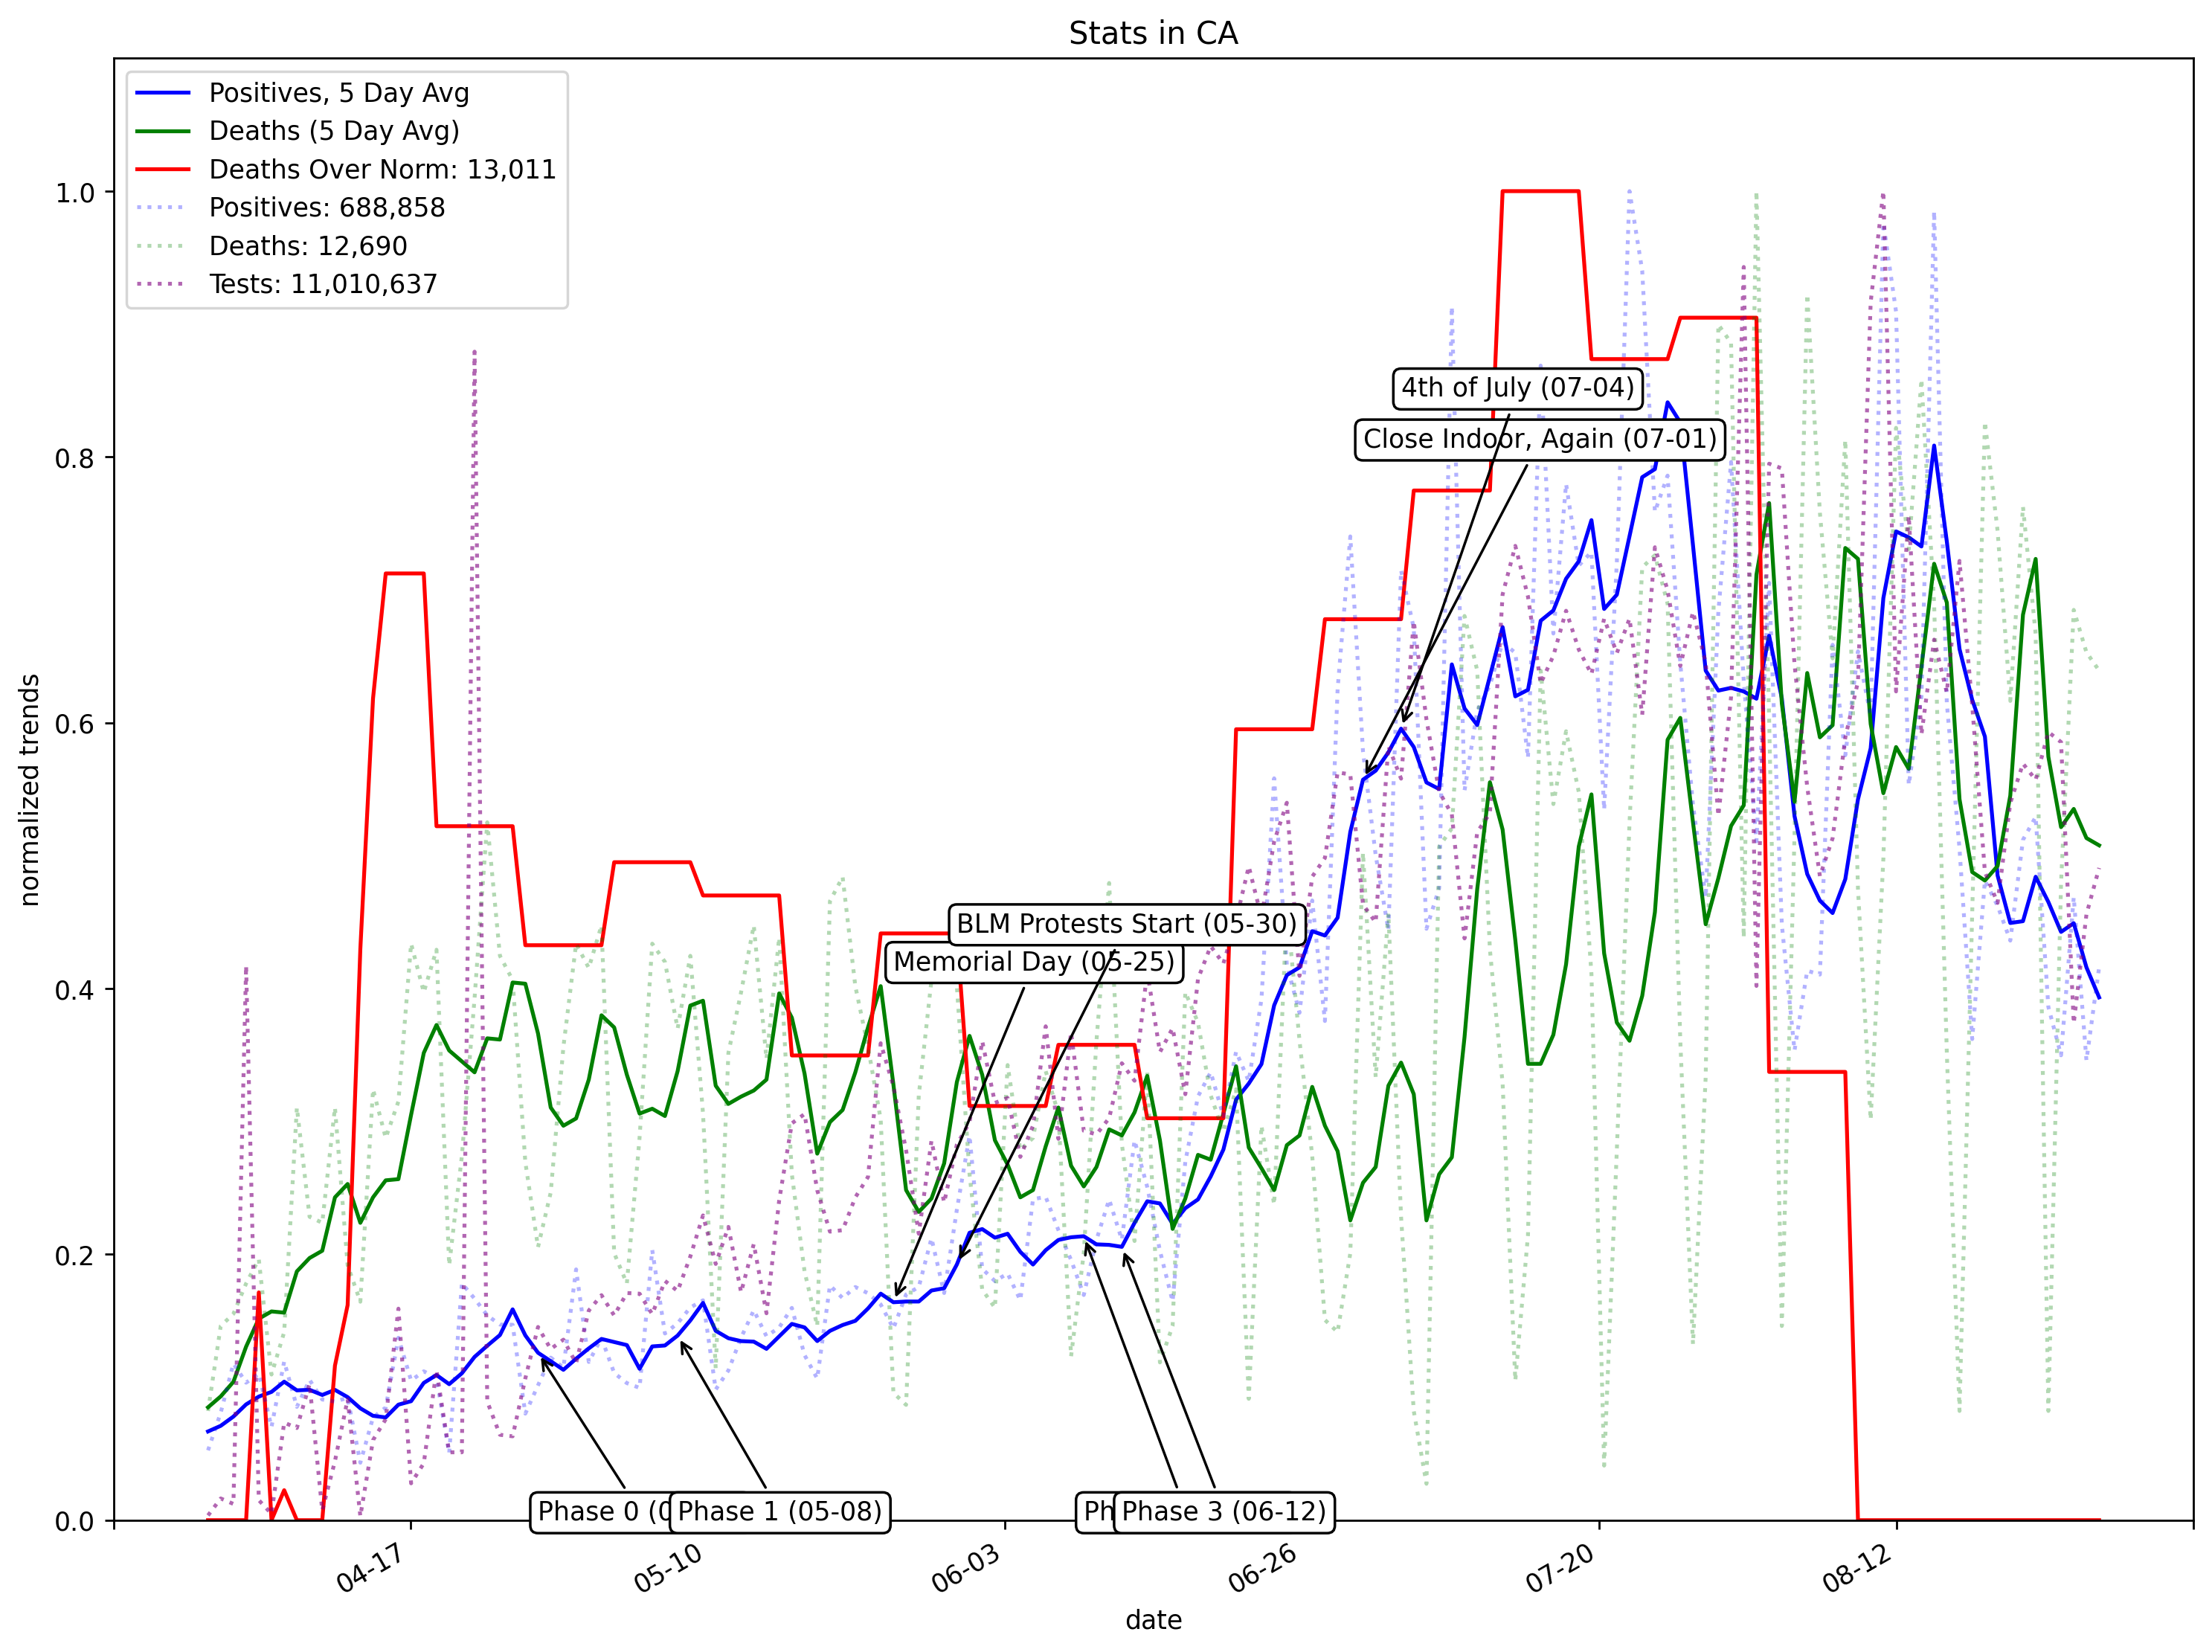 Stats in CA
Positives, 5 Day Avg
Deaths (5 Day Avg)
Deaths Over Norm: 13,011
Positives: 688,858
Deaths: 12,690
Tests: 11,010,637
1.0
0.8
0.6
0.4
0.2
0.0
normalized trends
4th of July (07-04)
Close Indoor, Again (07-01)
BLM Protests Start (05-30)
Memorial Day (05-25)
Phase 0
Phase 1 (05-08)
Phase 3 (06-12)
04-17
05-10
06-03
06-26
07-20
08-12
date